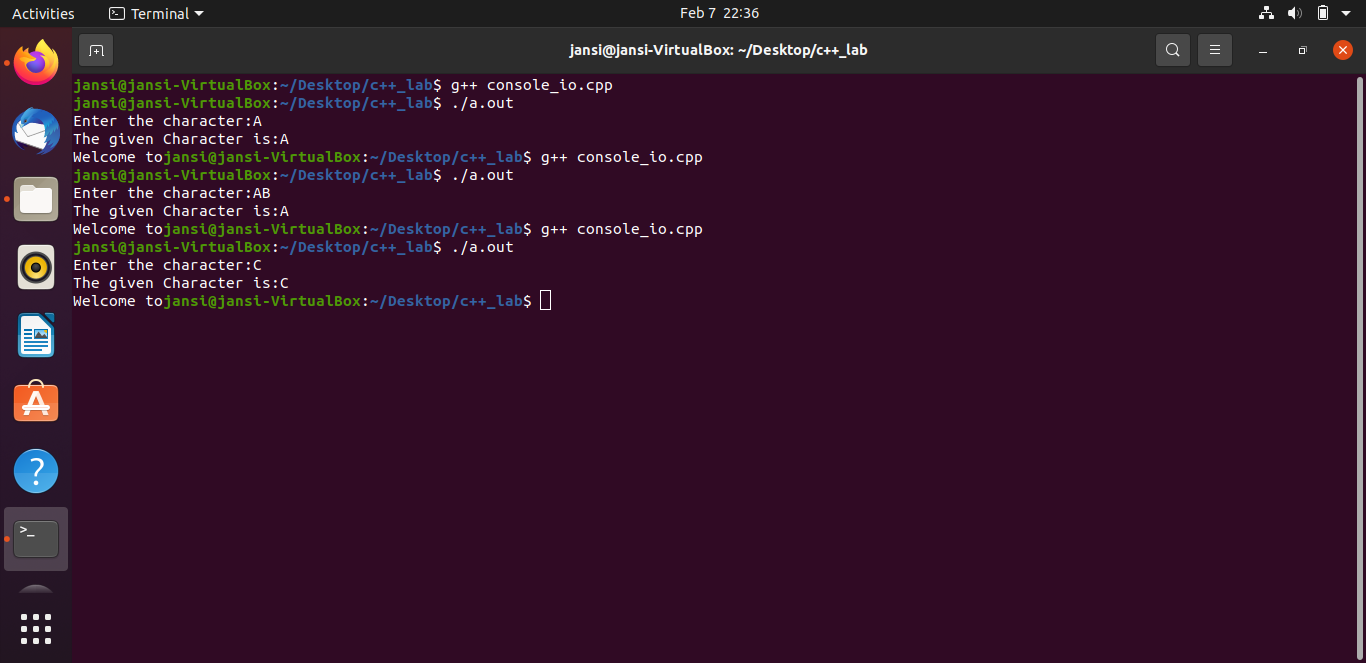 Activities Terminal Feb 7 22:36
jansi@jansi-VirtualBox: ~/Desktop/c++_lab
jansi@jansi-VirtualBox:~/Desktop/c++_lab$ g++ console_io.cpp
jansi@jansi-VirtualBox:~/Desktop/c++_lab$ ./a.out
Enter the character:A
The given Character is:A
Welcome tojansi@jansi-VirtualBox:~/Desktop/c++_lab$ g++ console_io.cpp
jansi@jansi-VirtualBox:~/Desktop/c++_lab$ ./a.out
Enter the character:AB
The given Character is:A
Welcome tojansi@jansi-VirtualBox:~/Desktop/c++_lab$ g++ console_io.cpp
jansi@jansi-VirtualBox:~/Desktop/c++_lab$ ./a.out
Enter the character:C
The given Character is:C
Welcome tojansi@jansi-VirtualBox:~/Desktop/c++_lab$